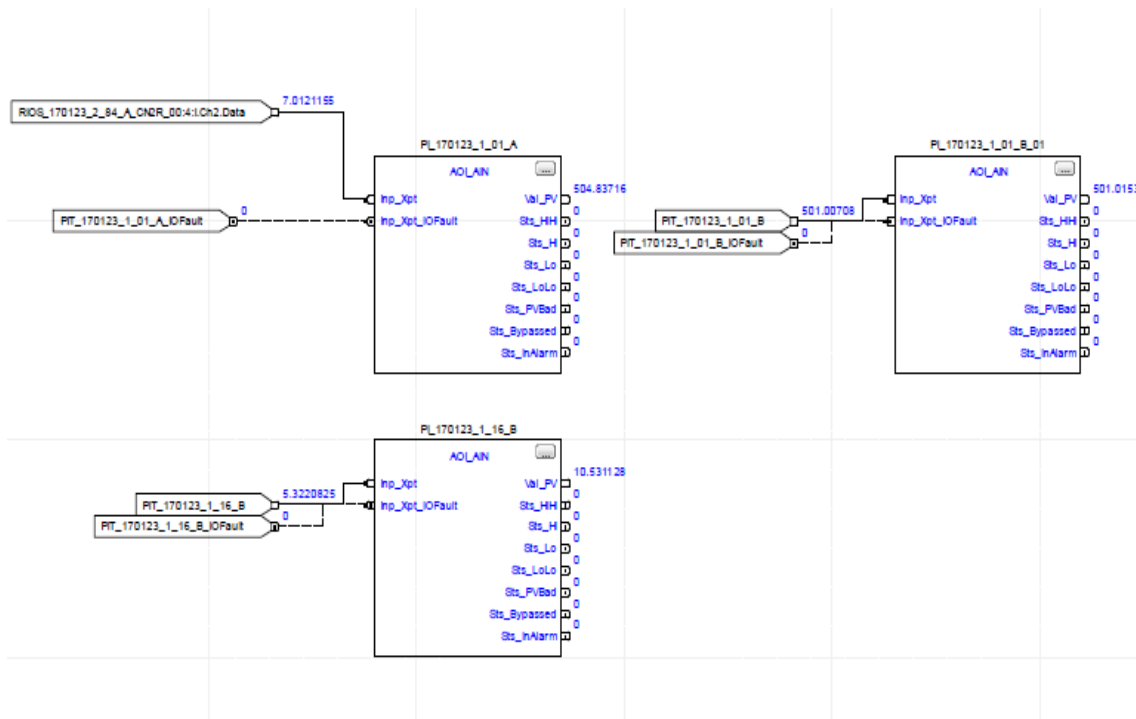 7.0121155
RIOS_170123_2_84_A_CN2R_00:4:I.Ch2.Data
PI_170123_1_01_A
AOI_AIN
...
504.83716
Inp_Xpt
Val_PV
0
0
PIT_170123_1_01_A_IOFault
Inp_Xpt_IOFault
Sts_HiHi
0
Sts_Hi
0
Sts_Lo
0
Sts_LoLo
0
Sts_PVBad
0
Sts_Bypassed
0
Sts_InAlarm
PI_170123_1_01_B_01
AOI_AIN
...
501.0153
Inp_Xpt
Val_PV
501.00708
0
PIT_170123_1_01_B
Inp_Xpt_IOFault
Sts_HiHi
0
0
PIT_170123_1_01_B_IOFault
Sts_Hi
0
Sts_Lo
0
Sts_LoLo
0
Sts_PVBad
0
Sts_Bypassed
0
Sts_InAlarm
PI_170123_1_16_B
AOI_AIN
...
10.531128
Inp_Xpt
Val_PV
5.3220825
0
PIT_170123_1_16_B
Inp_Xpt_IOFault
Sts_HiHi
0
0
PIT_170123_1_16_B_IOFault
Sts_Hi
0
Sts_Lo
0
Sts_LoLo
0
Sts_PVBad
0
Sts_Bypassed
0
Sts_InAlarm